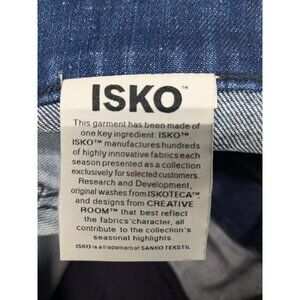 ISKO™
This garment has been made of
one key ingredient: ISKO™.
ISKO™ manufactures hundreds
of highly innovative fabrics each
season presented as a collection
exclusively for selected customers.
Research and Development,
original washes from ISKOTECA™
and designs from CREATIVE
ROOM™ that best reflect
the fabrics' character, all
contribute to the collection's
seasonal highlights.
ISKO is a trademark of SANKO TEKSTIL